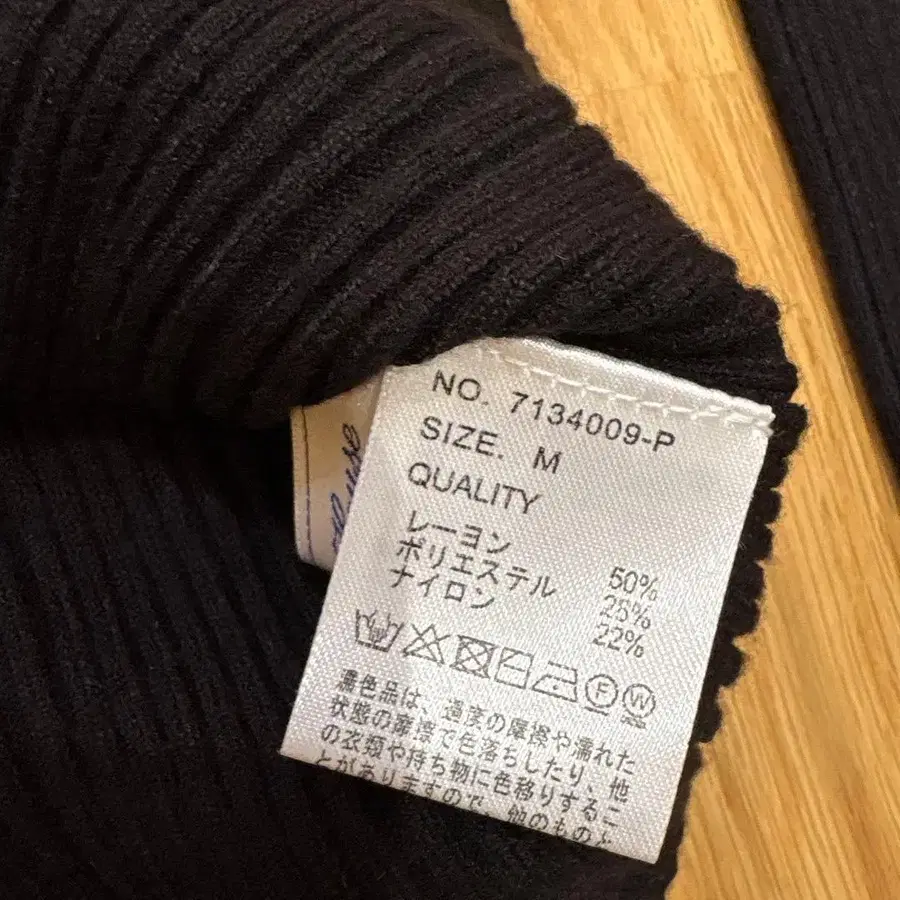 NO. 7134009-P
SIZE. M
QUALITY
レーヨン 50%
ポリエステル 28%
ナイロン 22%
F W
濃色品は、過度の摩擦や濡れた
状態の摩擦で色落ちしたり、他
の衣類や持ち物に色移りするこ
とがありますので、他のものと